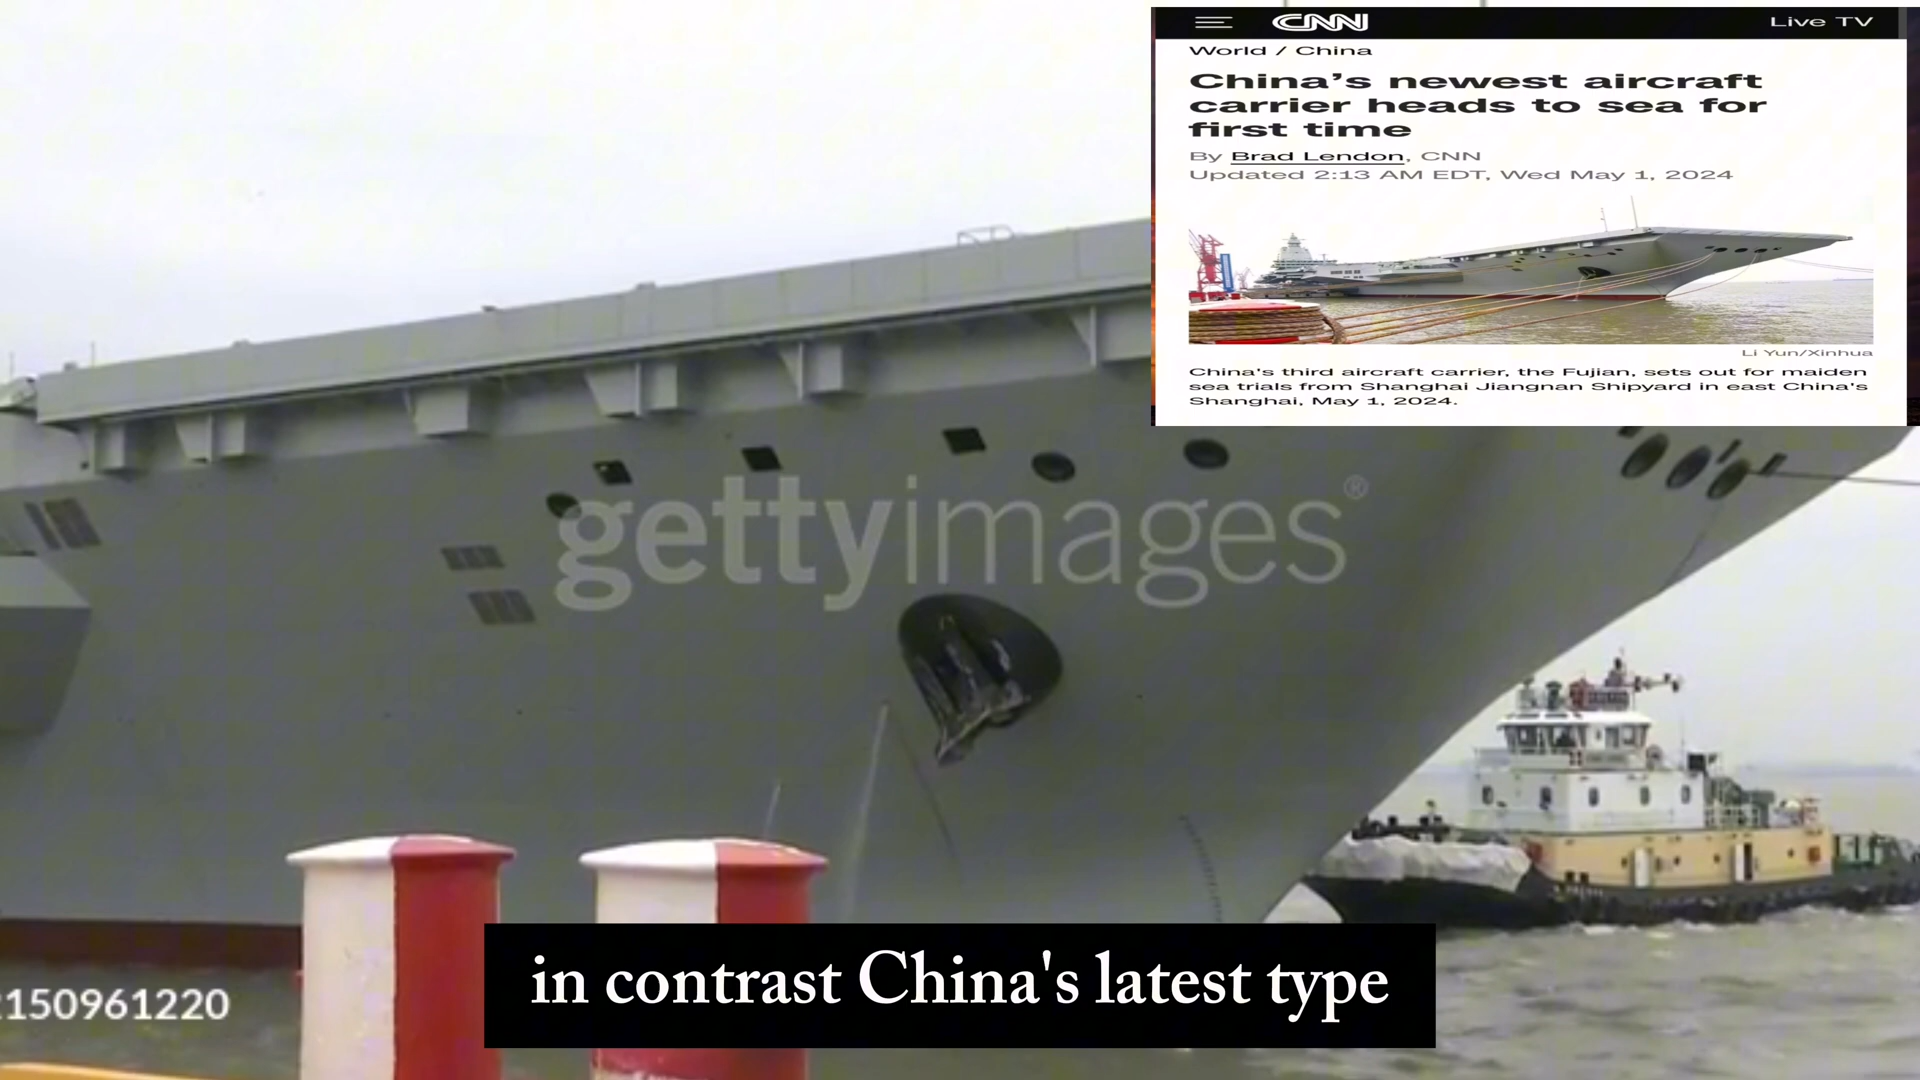 CNN
Live TV
World / China
China's newest aircraft
carrier heads to sea for
first time
By Brad Lendon, CNN
Updated 2:13 AM EDT, Wed May 1, 2024
Li Yun/Xinhua
China's third aircraft carrier, the Fujian, sets out for maiden
sea trials from Shanghai Jiangnan Shipyard in east China's
Shanghai, May 1, 2024.
gettyimages®
2150961220
in contrast China's latest type